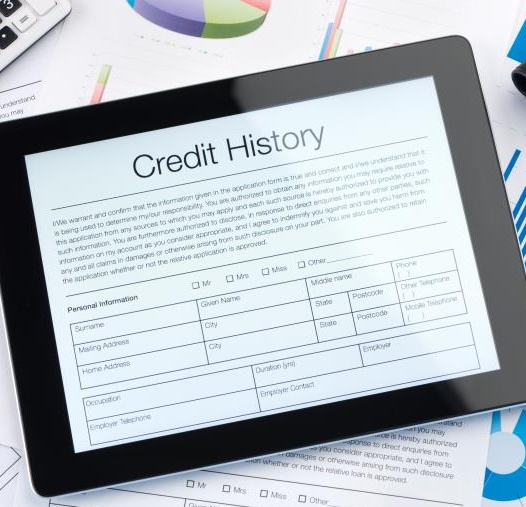 3
understand
may
Credit History
I/We warrant and confirm that the information given in the application form is true and correct and I/we understand that it
is being used to determine my/our responsibility. You are authorized to obtain any information you may require relative to
this application from any sources to which you may apply and each such source is hereby authorized to provide you with
such information. You are furthermore authorized to disclose, in response to direct enquiries from any other parties, such
information on my account as you consider appropriate, and I agree to indemnify you against and save you harm from
any and all claims in damages or otherwise arising from such disclosure on your part. You are also authorized to retain
the application whether or not the relative application is approved.
Personal Information
Mr Mrs Miss Other
Surname Given Name Middle name Phone
( )
Mailing Address City State Postcode Other Telephone
( )
Home Address City State Postcode Mobile Telephone
( )
Occupation Duration (yrs) Employer
Employer Telephone Employer Contact
understand
you may
is hereby authorized
response to direct enquiries from
you consider appropriate, and I agree to
damages or otherwise arising from such disclosure
whether or not the relative loan is approved.
Mr Mrs Miss Other